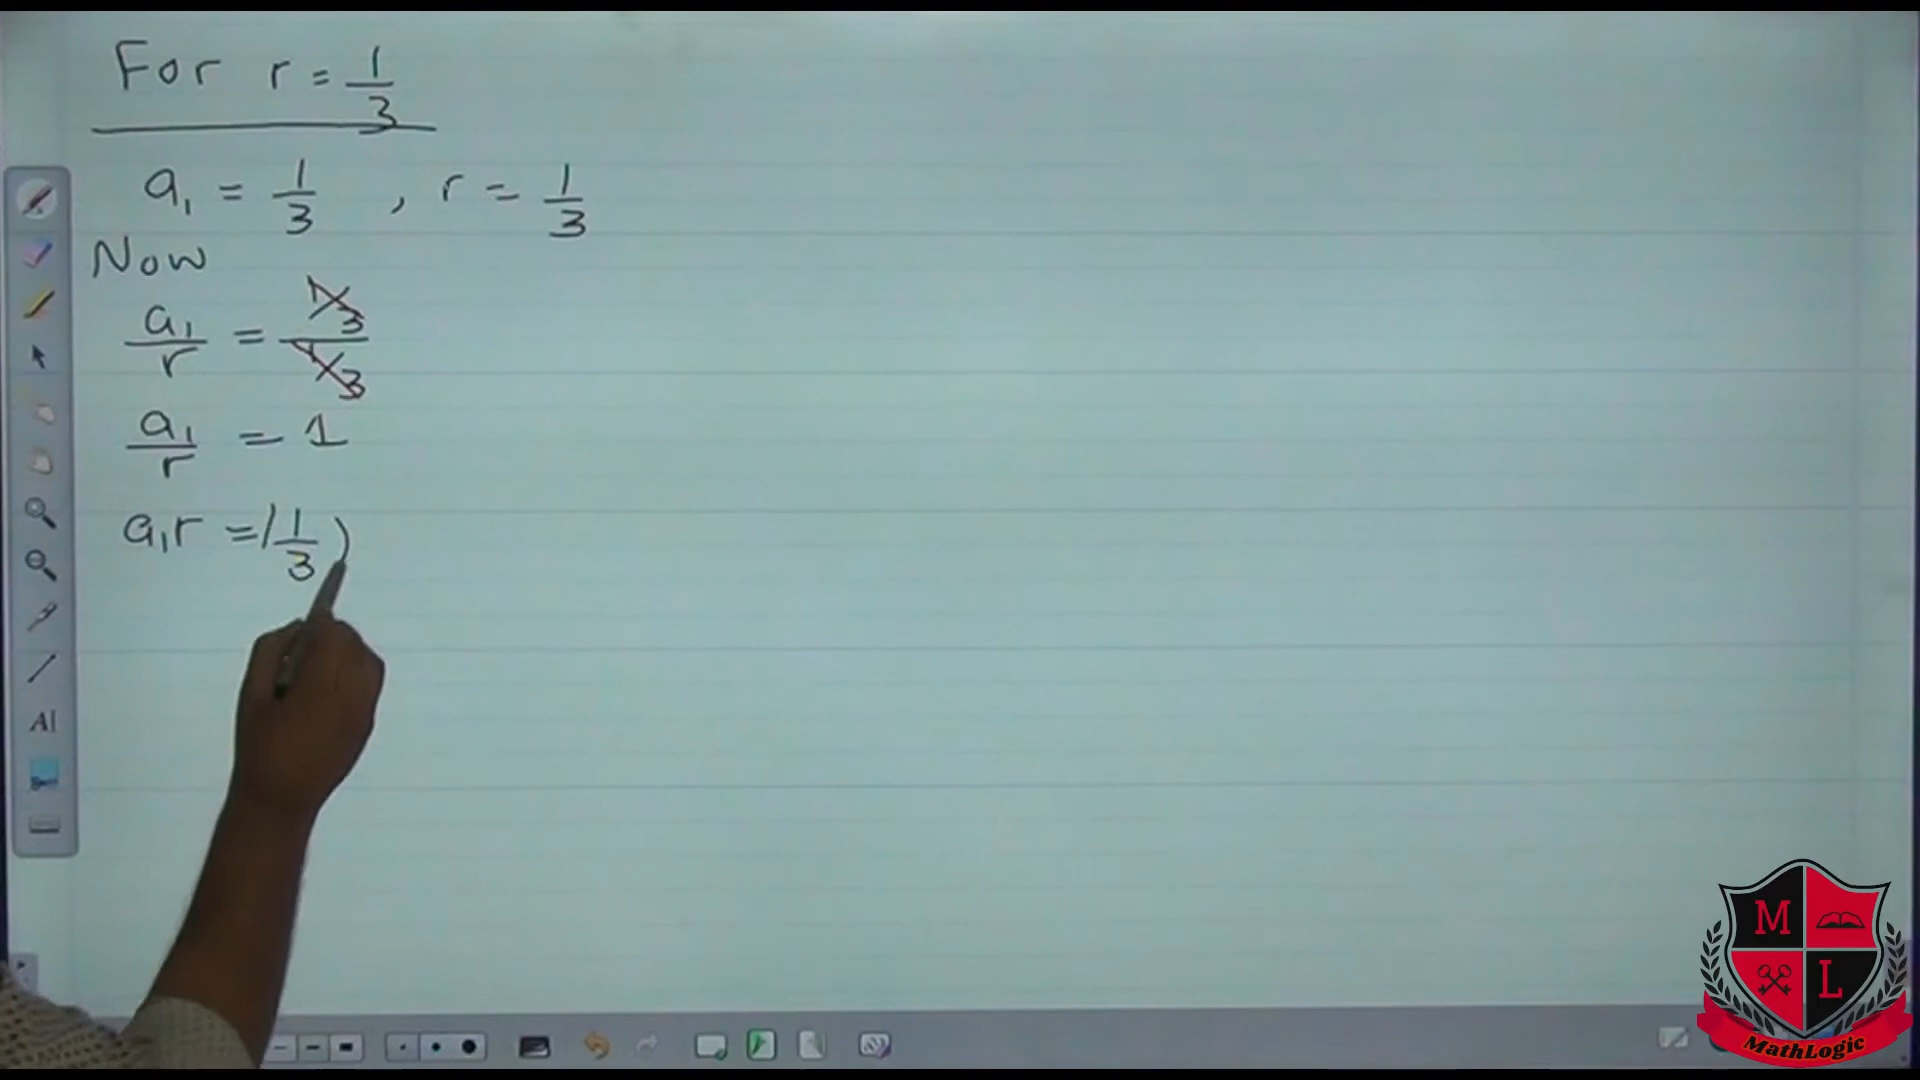 For r = 1/3
a₁ = 1/3 , r = 1/3
Now
a₁/r = (1/3)/(1/3)
a₁/r = 1
a₁r = (1/3)
AI
M
L
MathLogic